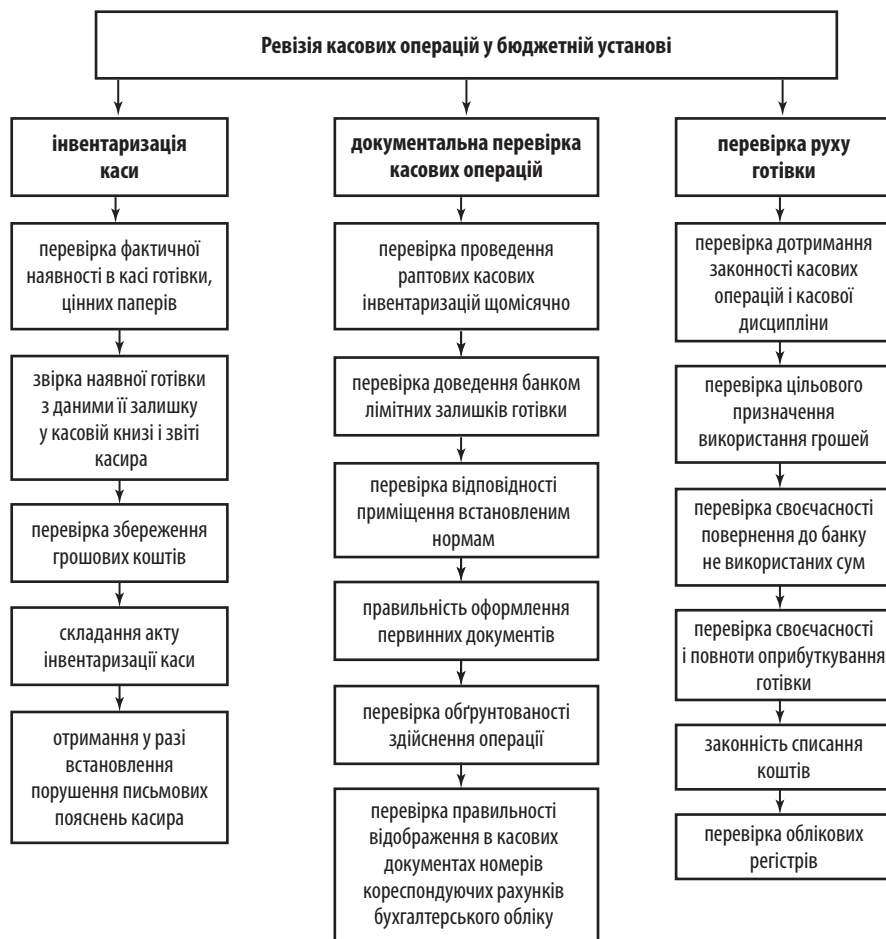 Ревізія касових операцій у бюджетній установі
інвентаризація
каси
перевірка фактичної
наявності в касі готівки,
цінних паперів
звірка наявної готівки
з даними її залишку
у касовій книзі і звіті
касира
перевірка збереження
грошових коштів
складання акту
інвентаризації каси
отримання у разі
встановлення
порушення письмових
пояснень касира
документальна перевірка
касових операцій
перевірка проведення
раптових касових
інвентаризацій щомісячно
перевірка доведення банком
лімітних залишків готівки
перевірка відповідності
приміщення встановленим
нормам
правильність оформлення
первинних документів
перевірка обґрунтованості
здійснення операції
перевірка правильності
відображення в касових
документах номерів
кореспондуючих рахунків
бухгалтерського обліку
перевірка руху
готівки
перевірка дотримання
законності касових
операцій і касової
дисципліни
перевірка цільового
призначення
використання грошей
перевірка своєчасності
повернення до банку
не використаних сум
перевірка своєчасності
і повноти оприбуткування
готівки
законність списання
коштів
перевірка облікових
регістрів